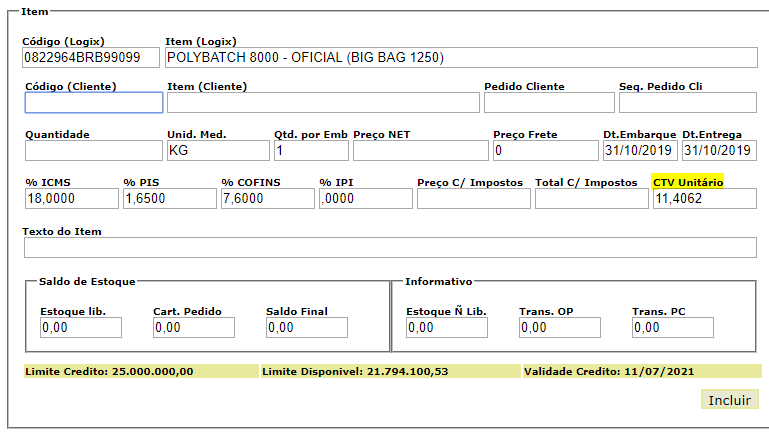 Item
Código (Logix) Item (Logix)
0822964BRB99099 POLYBATCH 8000 - OFICIAL (BIG BAG 1250)
Código (Cliente) Item (Cliente) Pedido Cliente Seq. Pedido Cli
Quantidade Unid. Med. Qtd. por Emb Preço NET Preço Frete Dt.Embarque Dt.Entrega
KG 1 0 31/10/2019 31/10/2019
% ICMS % PIS % COFINS % IPI Preço C/ Impostos Total C/ Impostos CTV Unitário
18,0000 1,6500 7,6000 ,0000 11,4062
Texto do Item
Saldo de Estoque Informativo
Estoque lib. Cart. Pedido Saldo Final Estoque Ñ Lib. Trans. OP Trans. PC
0,00 0,00 0,00 0,00 0,00 0,00
Limite Credito: 25.000.000,00 Limite Disponivel: 21.794.100,53 Validade Credito: 11/07/2021
Incluir